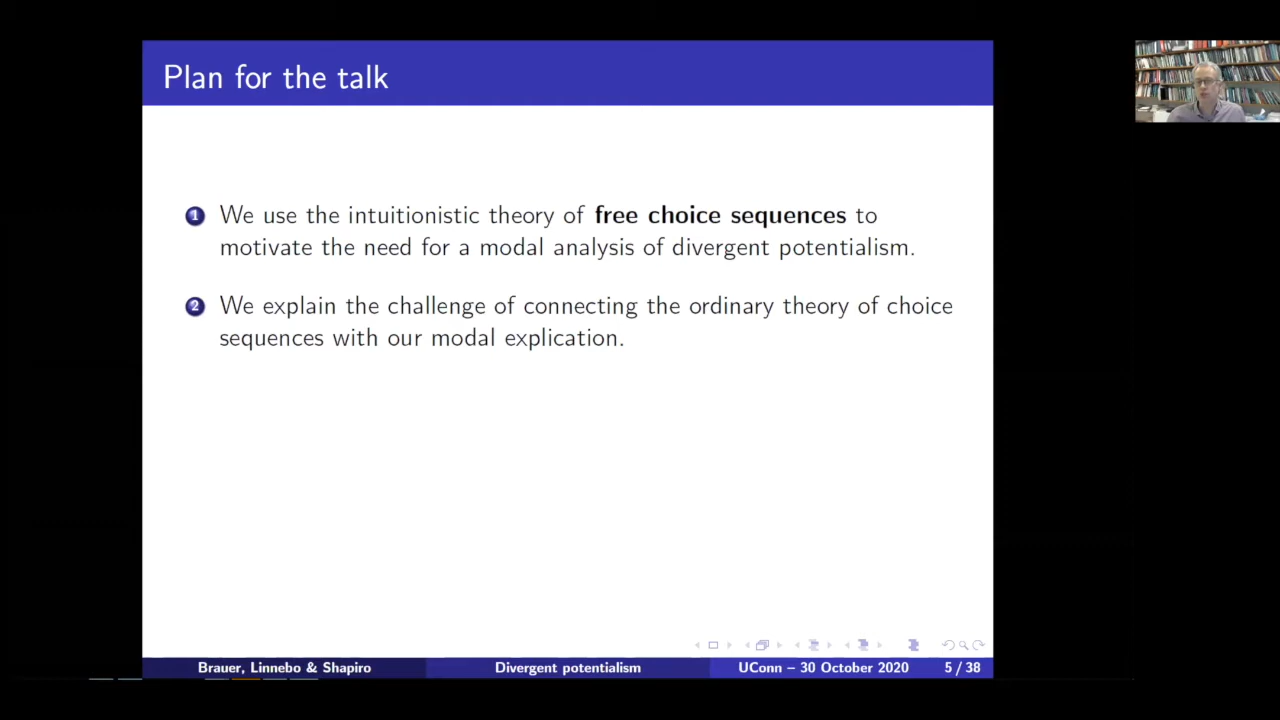 Plan for the talk
1 We use the intuitionistic theory of free choice sequences to
motivate the need for a modal analysis of divergent potentialism.
2 We explain the challenge of connecting the ordinary theory of choice
sequences with our modal explication.
Brauer, Linnebo & Shapiro Divergent potentialism UConn – 30 October 2020 5 / 38